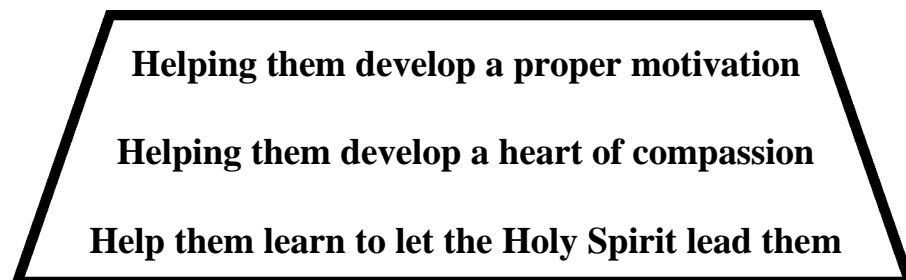 Helping them develop a proper motivation
Helping them develop a heart of compassion
Help them learn to let the Holy Spirit lead them